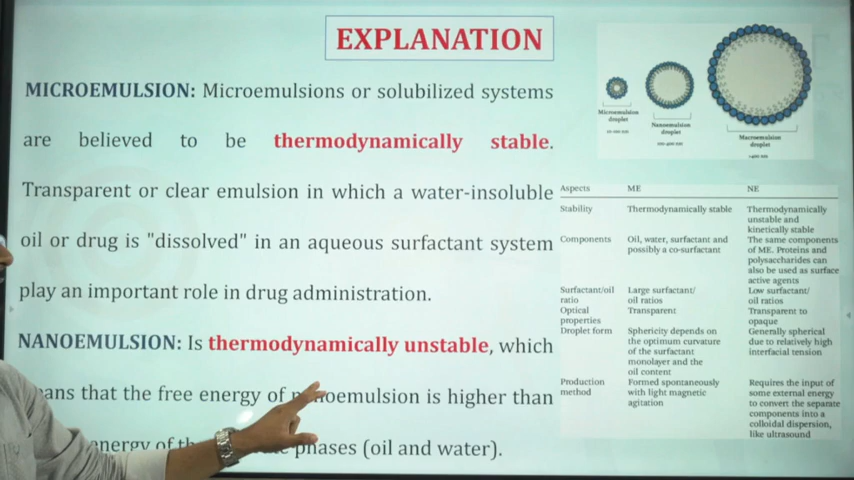 EXPLANATION
MICROEMULSION: Microemulsions or solubilized systems
are believed to be thermodynamically stable.
Transparent or clear emulsion in which a water-insoluble
oil or drug is "dissolved" in an aqueous surfactant system
play an important role in drug administration.
NANOEMULSION: Is thermodynamically unstable, which
that the free energy of nanoemulsion is higher than
energy of phases (oil and water).
Microemulsion
droplet
Nanoemulsion
droplet
Macroemulsion
droplet
Aspects ME NE
Stability Thermodynamically stable Thermodynamically
unstable and
kinetically stable
Components Oil, water, surfactant and The same components
possibly a co-surfactant of ME. Proteins and
polysaccharides can
also be used as surface
active agents
Surfactant/oil Large surfactant/ Low surfactant/
ratio oil ratios oil ratios
Optical Transparent Transparent to
properties opaque
Droplet form Sphericity depends on Generally spherical
the optimum curvature due to relatively high
of the surfactant interfacial tension
monolayer and the
oil content
Production Formed spontaneously Requires the input of
method with light magnetic some external energy
agitation to convert the separate
components into a
colloidal dispersion,
like ultrasound